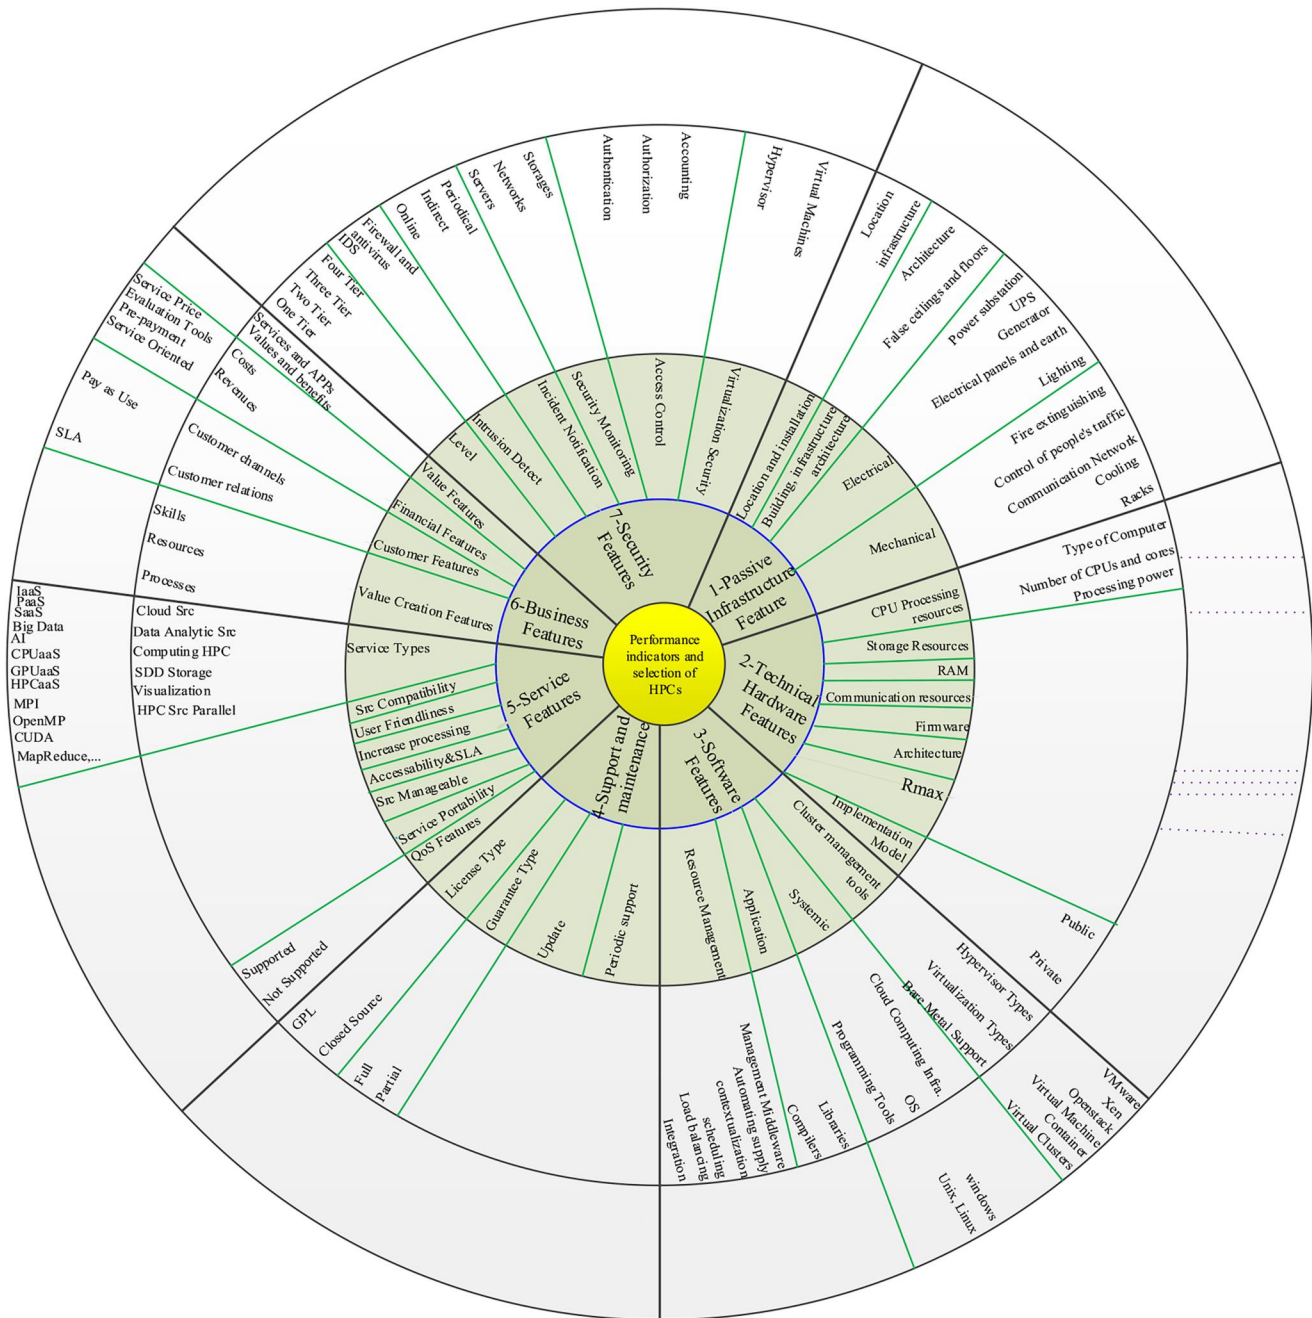 Performance
indicators and
selection of
HPCs
1-Passive
Infrastructure
Feature
2-Technical
Hardware
Features
3-Software
Features
4-Support and
maintenance
5-Service
Features
6-Business
Features
7-Security
Features
Location and installation
Building, infrastructure
architecture
Electrical
Mechanical
Location
infrastructure
Architecture
False ceilings and floors
Power substation
UPS
Generator
Electrical panels and earth
Lighting
Fire extinguishing
Control of people's traffic
Communication Network
Cooling
Racks
CPU Processing
resources
Storage Resources
RAM
Communication resources
Firmware
Architecture
Rmax
Implementation
Model
Type of Computer
Number of CPUs and cores
Processing power
Public
Private
Cluster management
tools
Systemic
Application
Resource Management
Hypervisor Types
Virtualization Types
Bare Metal Support
Cloud Computing Infra.
OS
Programming Tools
Libraries
Compilers
Management Middleware
Automating supply
contextualization
scheduling
Load balancing
Integration
VMware
Xen
Openstack
Virtual Machine
Container
Virtual Clusters
windows
Unix, Linux
Periodic support
Update
Guarantee Type
License Type
Partial
Full
Closed Source
GPL
QoS Features
Service Portability
Src Manageable
Accessability&SLA
Increase processing
User Friendliness
Src Compatibility
Service Types
Not Supported
Supported
Cloud Src
Data Analytic Src
Computing HPC
SDD Storage
Visualization
HPC Src Parallel
IaaS
PaaS
SaaS
Big Data
AI
CPUaaS
GPUaaS
HPCaaS
MPI
OpenMP
CUDA
MapReduce,...
Value Creation Features
Customer Features
Financial Features
Value Features
Processes
Resources
Skills
Customer relations
Customer channels
Revenues
Costs
Values and benefits
Services and APPs
SLA
Pay as Use
Service Oriented
Pre-payment
Evaluation Tools
Service Price
Level
Intrusion Detect
Incident Notification
Security Monitoring
Access Control
Virtualization Security
One Tier
Two Tier
Three Tier
Four Tier
IDS
antivirus
Firewall and
Online
Indirect
Periodical
Servers
Networks
Storages
Authentication
Authorization
Accounting
Hypervisor
Virtual Machines